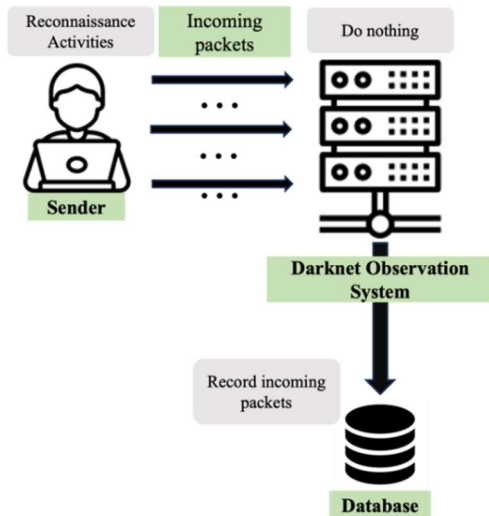 Reconnaissance
Activities
Incoming
packets
Do nothing
Sender
Darknet Observation
System
Record incoming
packets
Database